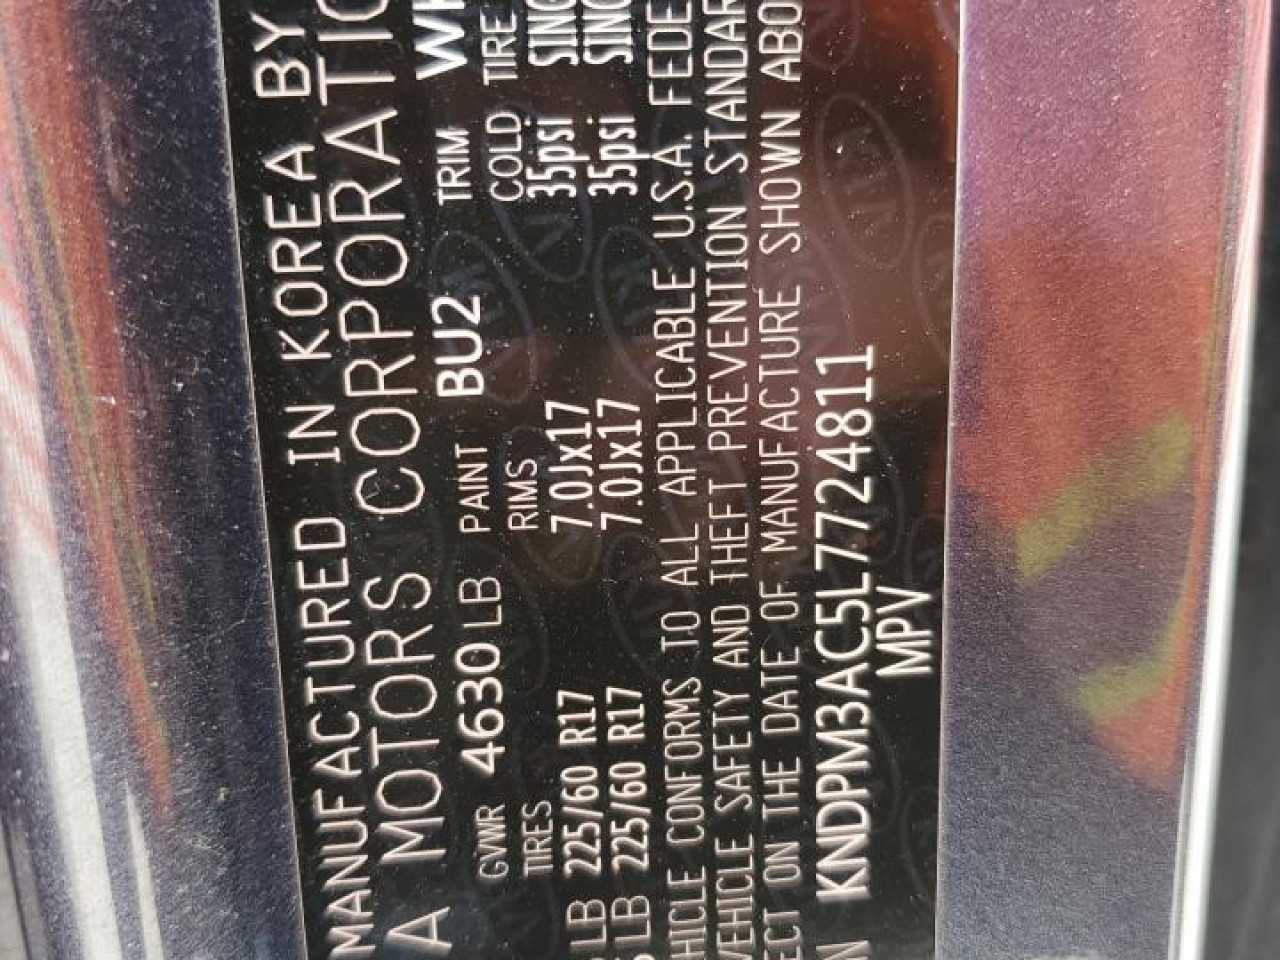 MANUFACTURED IN KOREA BY
A MOTORS CORPORATIO
GVWR 4630 LB PAINT BU2 TRIM
TIRES RIMS COLD TIRE
LB 225/60 R17 7.0Jx17 35psi SING
LB 225/60 R17 7.0Jx17 35psi SING
HICLE CONFORMS TO ALL APPLICABLE U.S.A. FEDE
VEHICLE SAFETY AND THEFT PREVENTION STANDAR
ECT ON THE DATE OF MANUFACTURE SHOWN ABO
N KNDPM3AC5L7724811
MPV